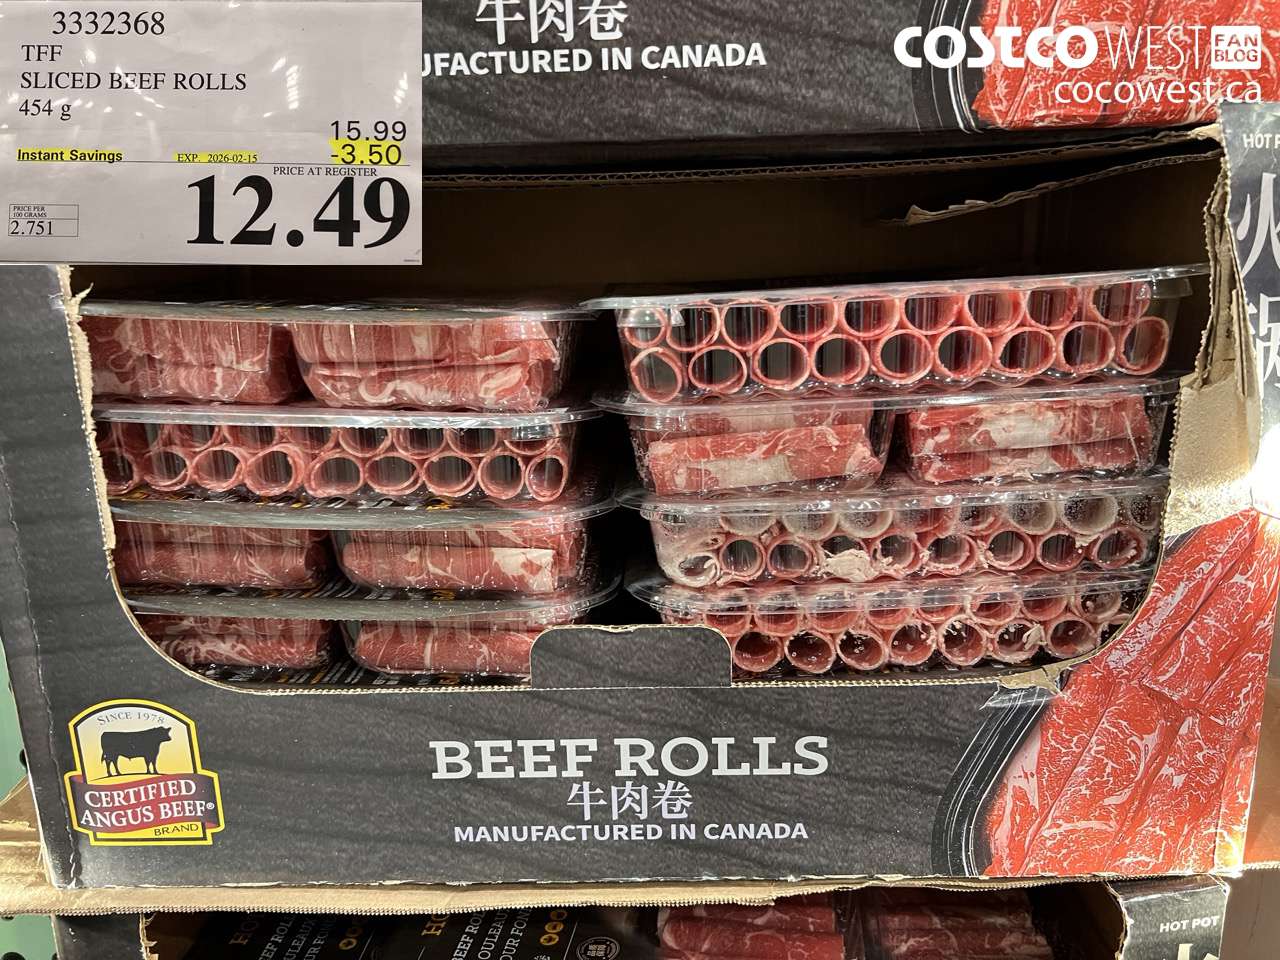 3332368
TFF
SLICED BEEF ROLLS
454 g
15.99
Instant Savings
EXP. 2026-02-15
-3.50
PRICE AT REGISTER
12.49
PRICE PER
100 GRAMS
2.751
牛肉卷
MANUFACTURED IN CANADA
COSTCO WEST FAN BLOG
cocowest.ca
火
SINCE 1978
CERTIFIED
ANGUS BEEF®
BRAND
BEEF ROLLS
牛肉卷
MANUFACTURED IN CANADA
HOT POT